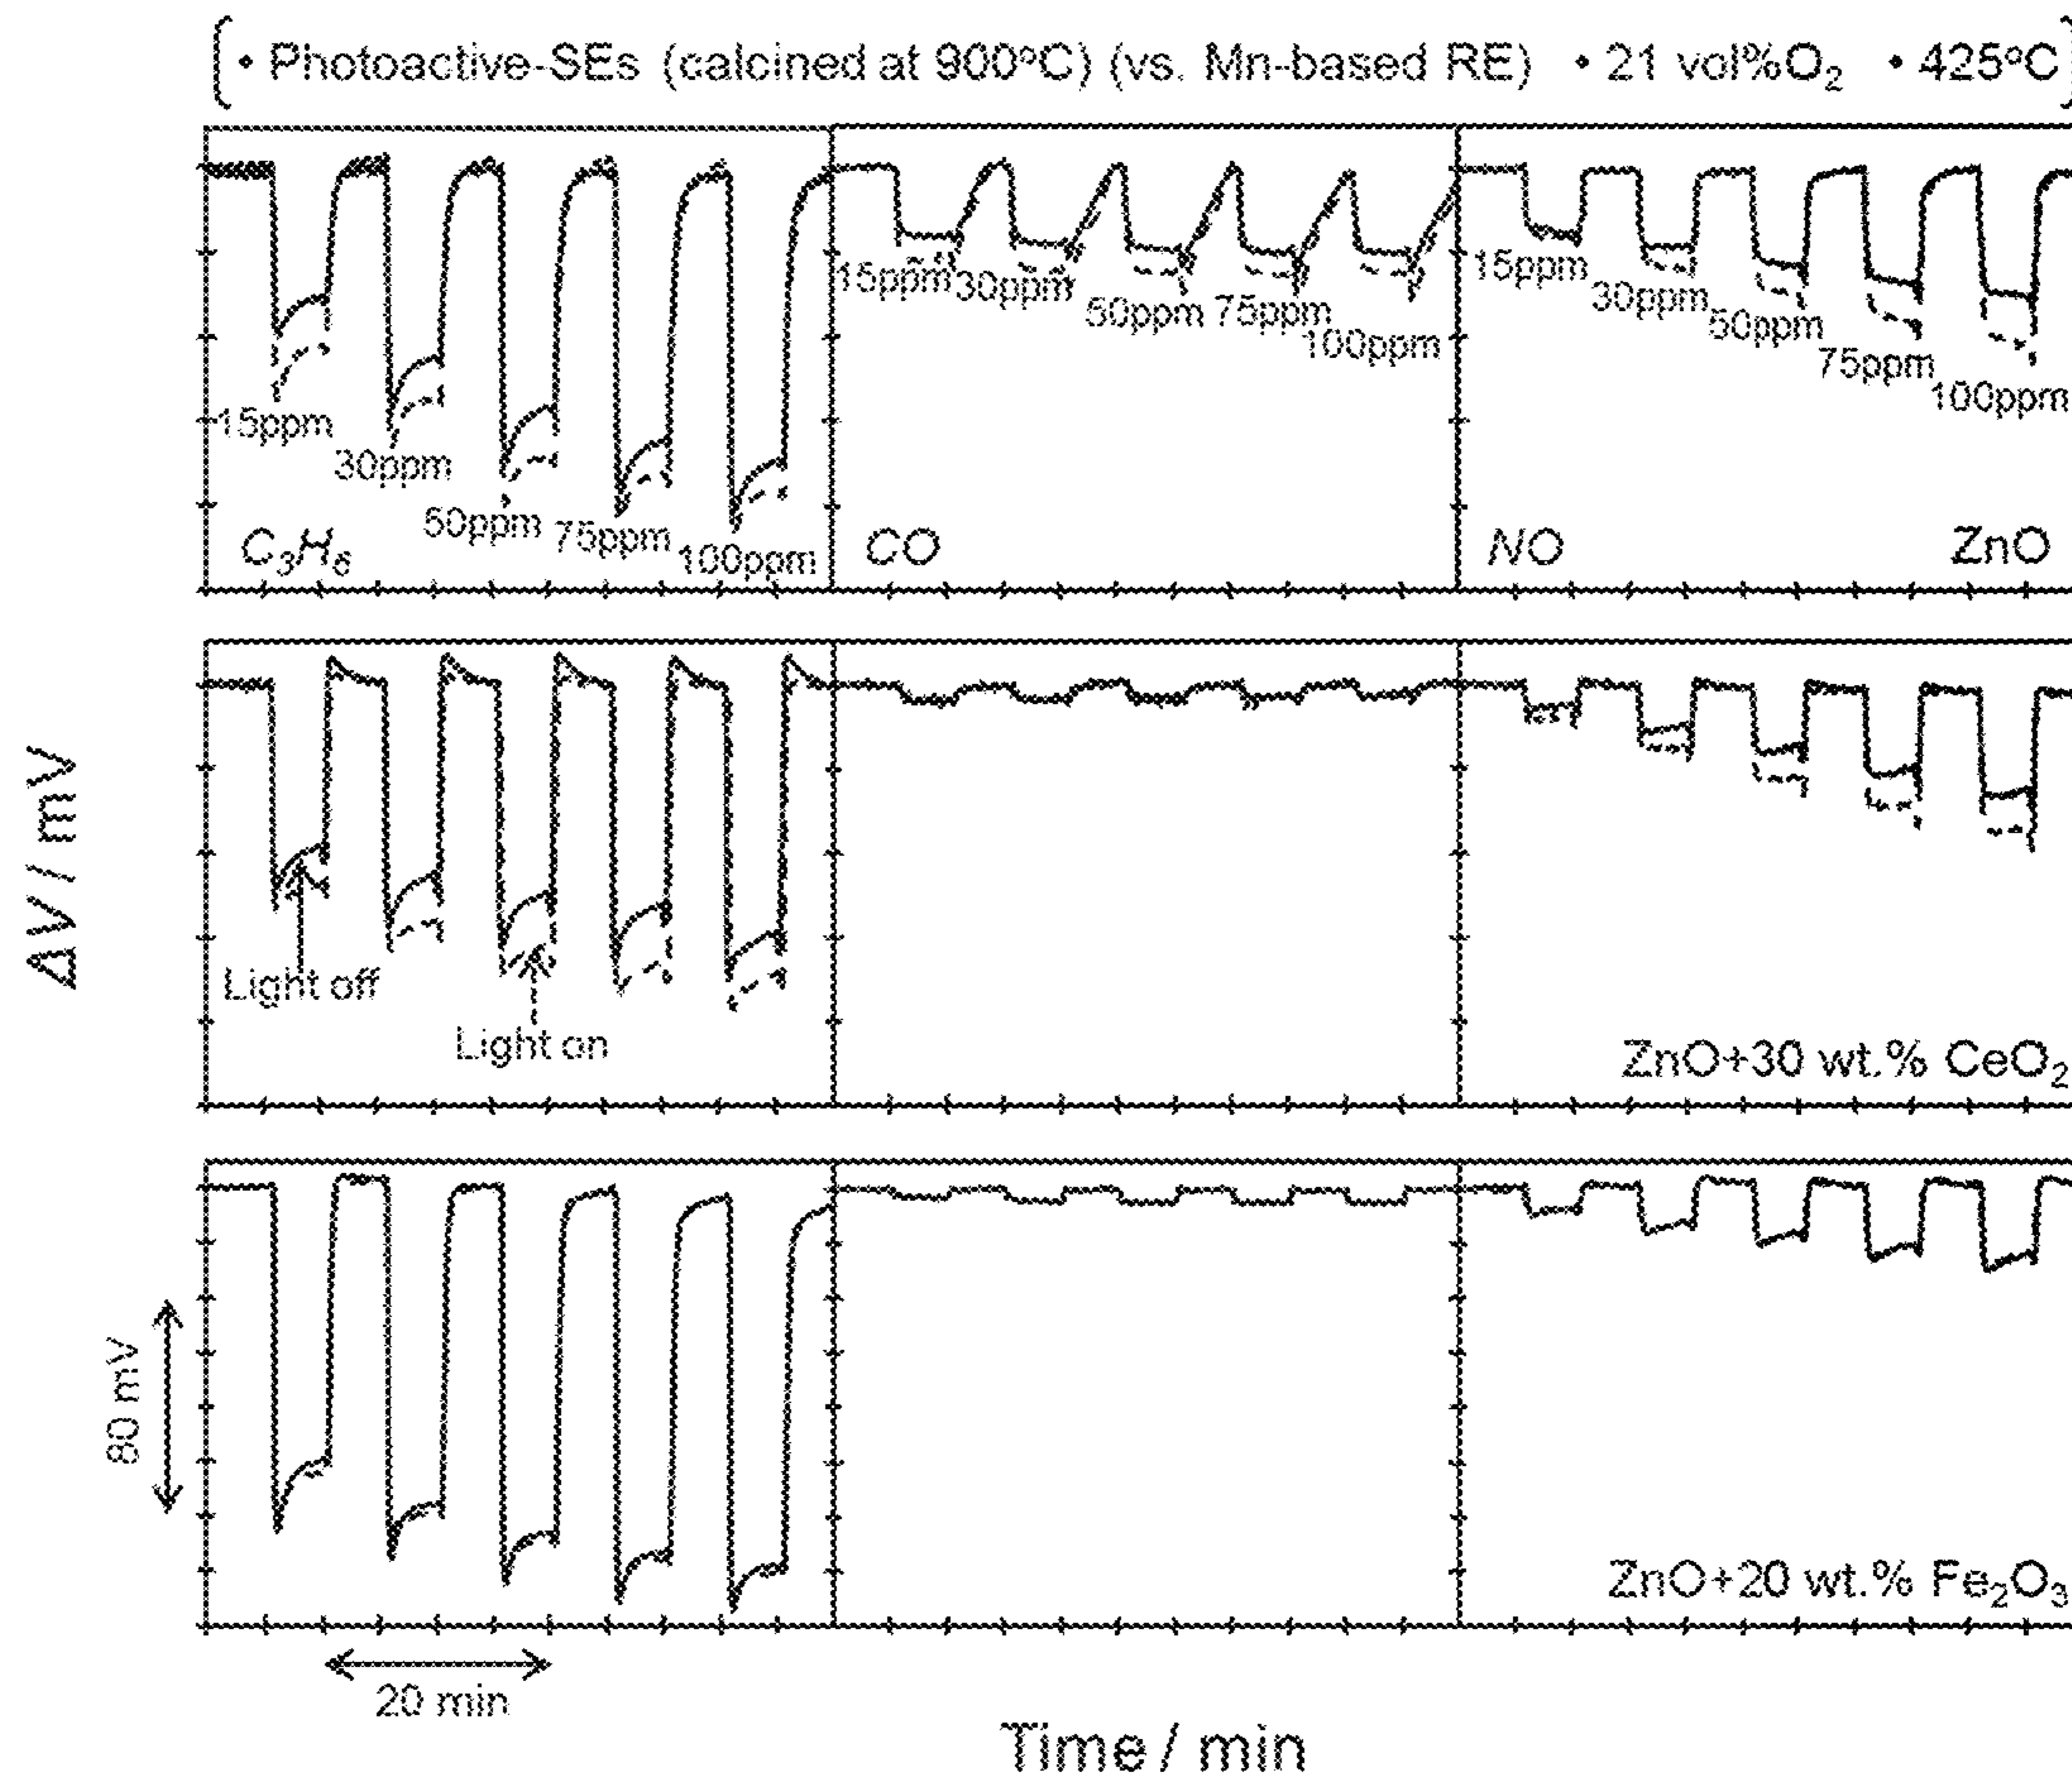 • Photoactive-SEs (calcined at 900°C) (vs. Mn-based RE) • 21 vol%O₂ • 425°C
15ppm
30ppm
50ppm
75ppm
100ppm
C₃H₆
15ppm
30ppm
50ppm
75ppm
100ppm
CO
15ppm
30ppm
50ppm
75ppm
100ppm
NO
ZnO
ΔV / mV
Light off
Light on
ZnO+30 wt.% CeO₂
80 mV
ZnO+20 wt.% Fe₂O₃
20 min
Time / min